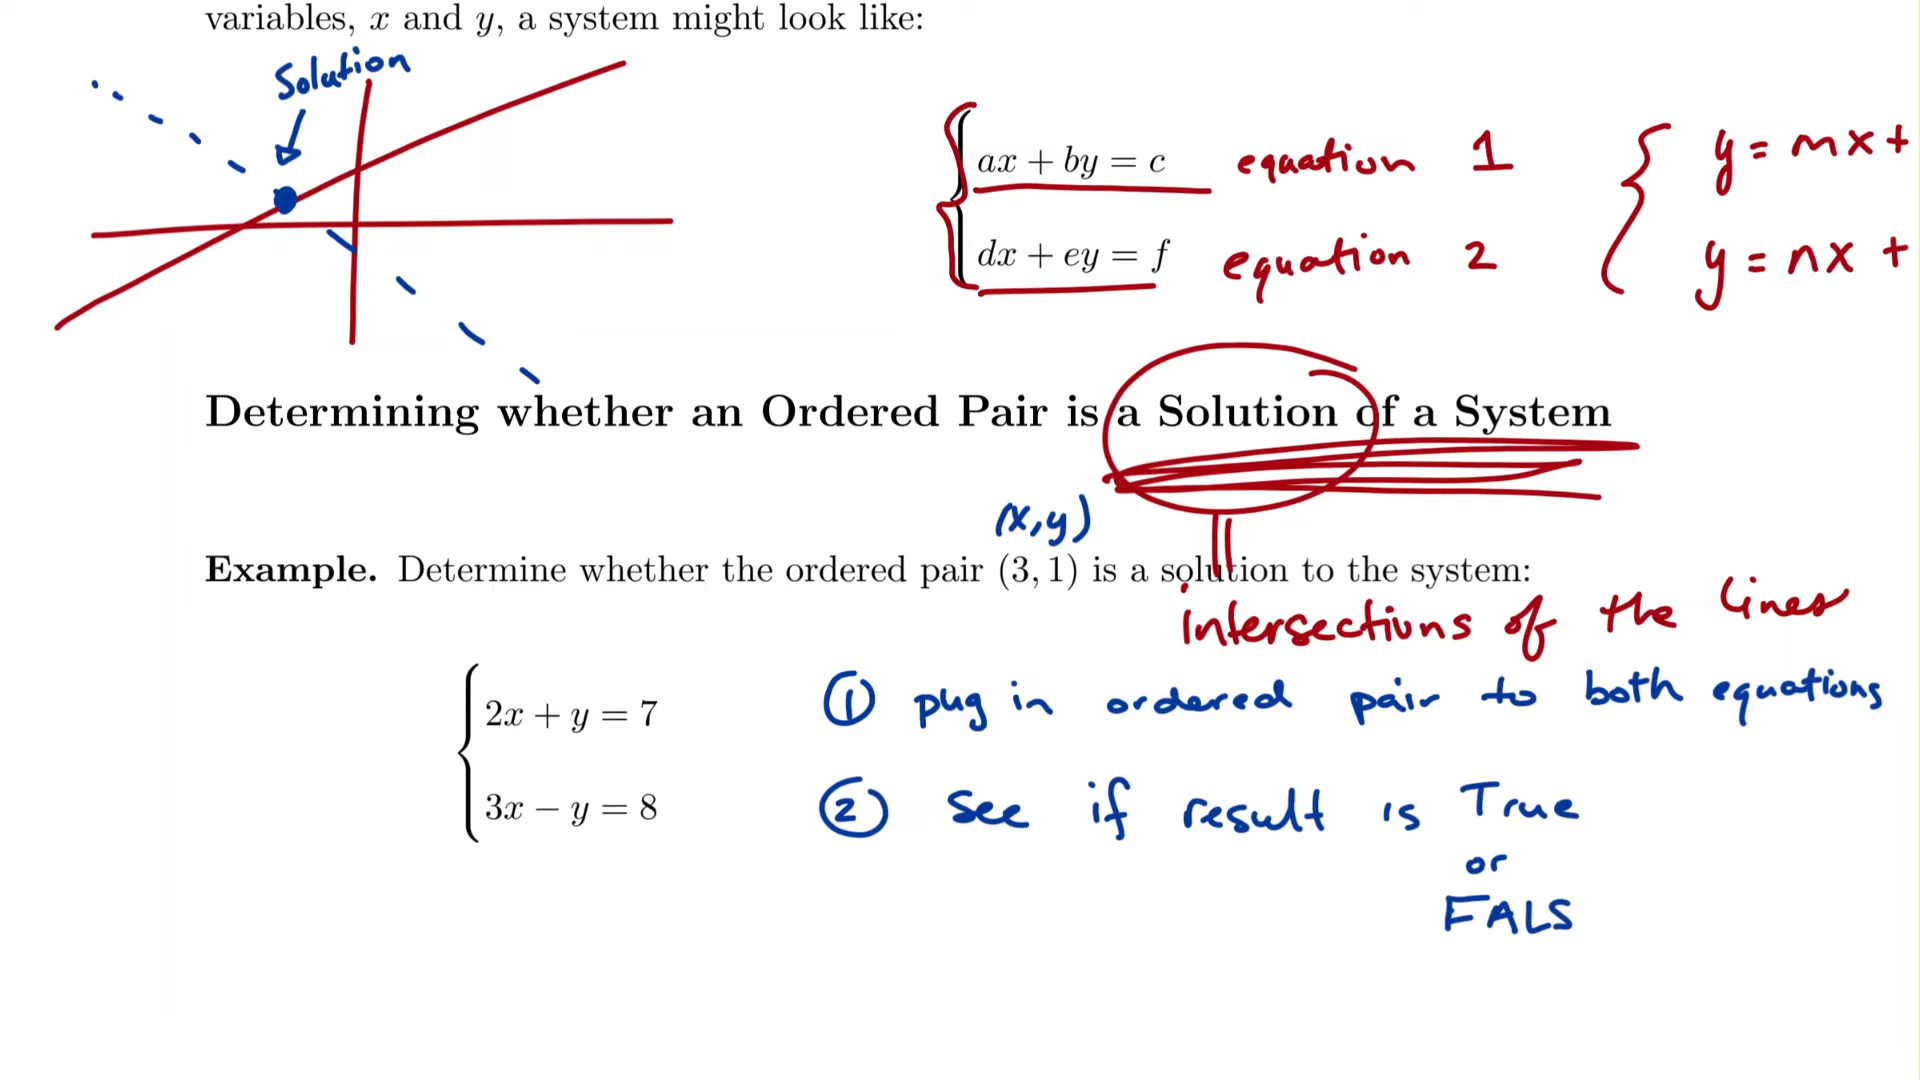 variables, x and y, a system might look like:
Solution
ax + by = c equation 1 y = mx +
dx + ey = f equation 2 y = nx +
Determining whether an Ordered Pair is a Solution of a System
(x,y)
Example. Determine whether the ordered pair (3, 1) is a solution to the system:
intersections of the lines
2x + y = 7 ① plug in ordered pair to both equations
3x − y = 8 ② See if result is True
or
FALS